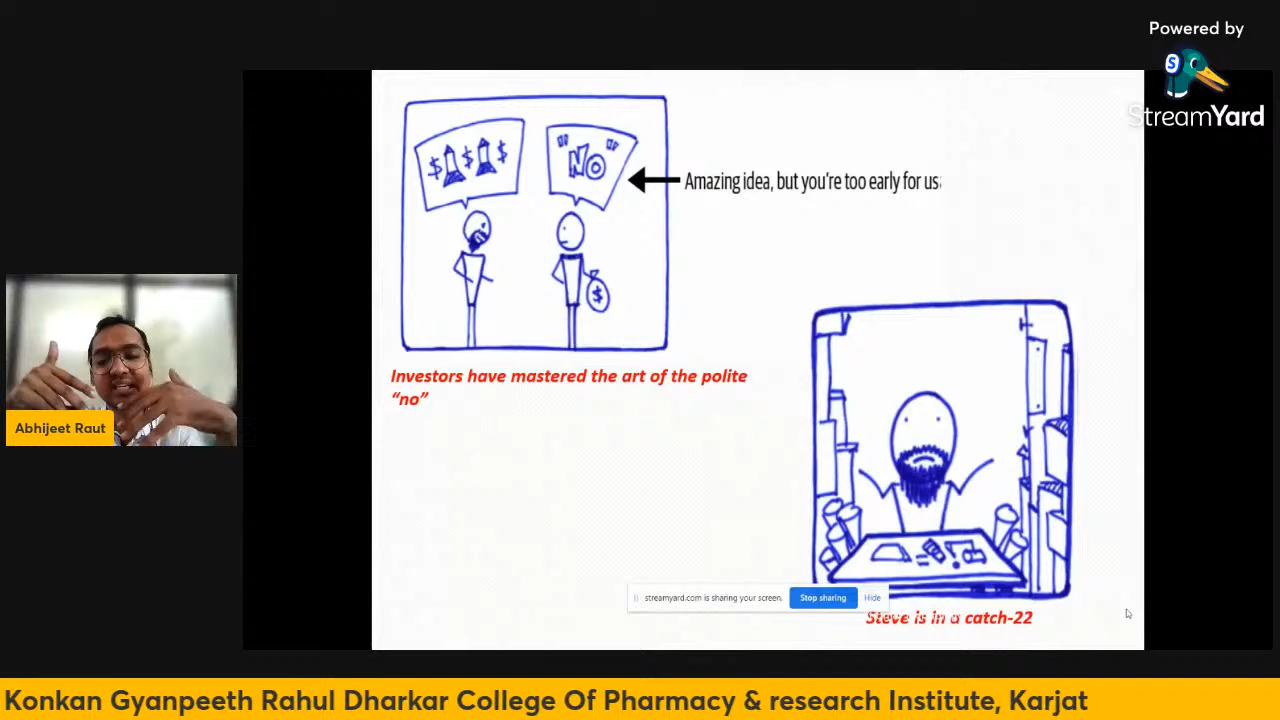 Powered by
StreamYard
$ $ $
"NO"
Amazing idea, but you're too early for us
$
Investors have mastered the art of the polite
“no”
Abhijeet Raut
streamyard.com is sharing your screen.
Stop sharing
Hide
Steve is in a catch-22
Konkan Gyanpeeth Rahul Dharkar College Of Pharmacy & research Institute, Karjat